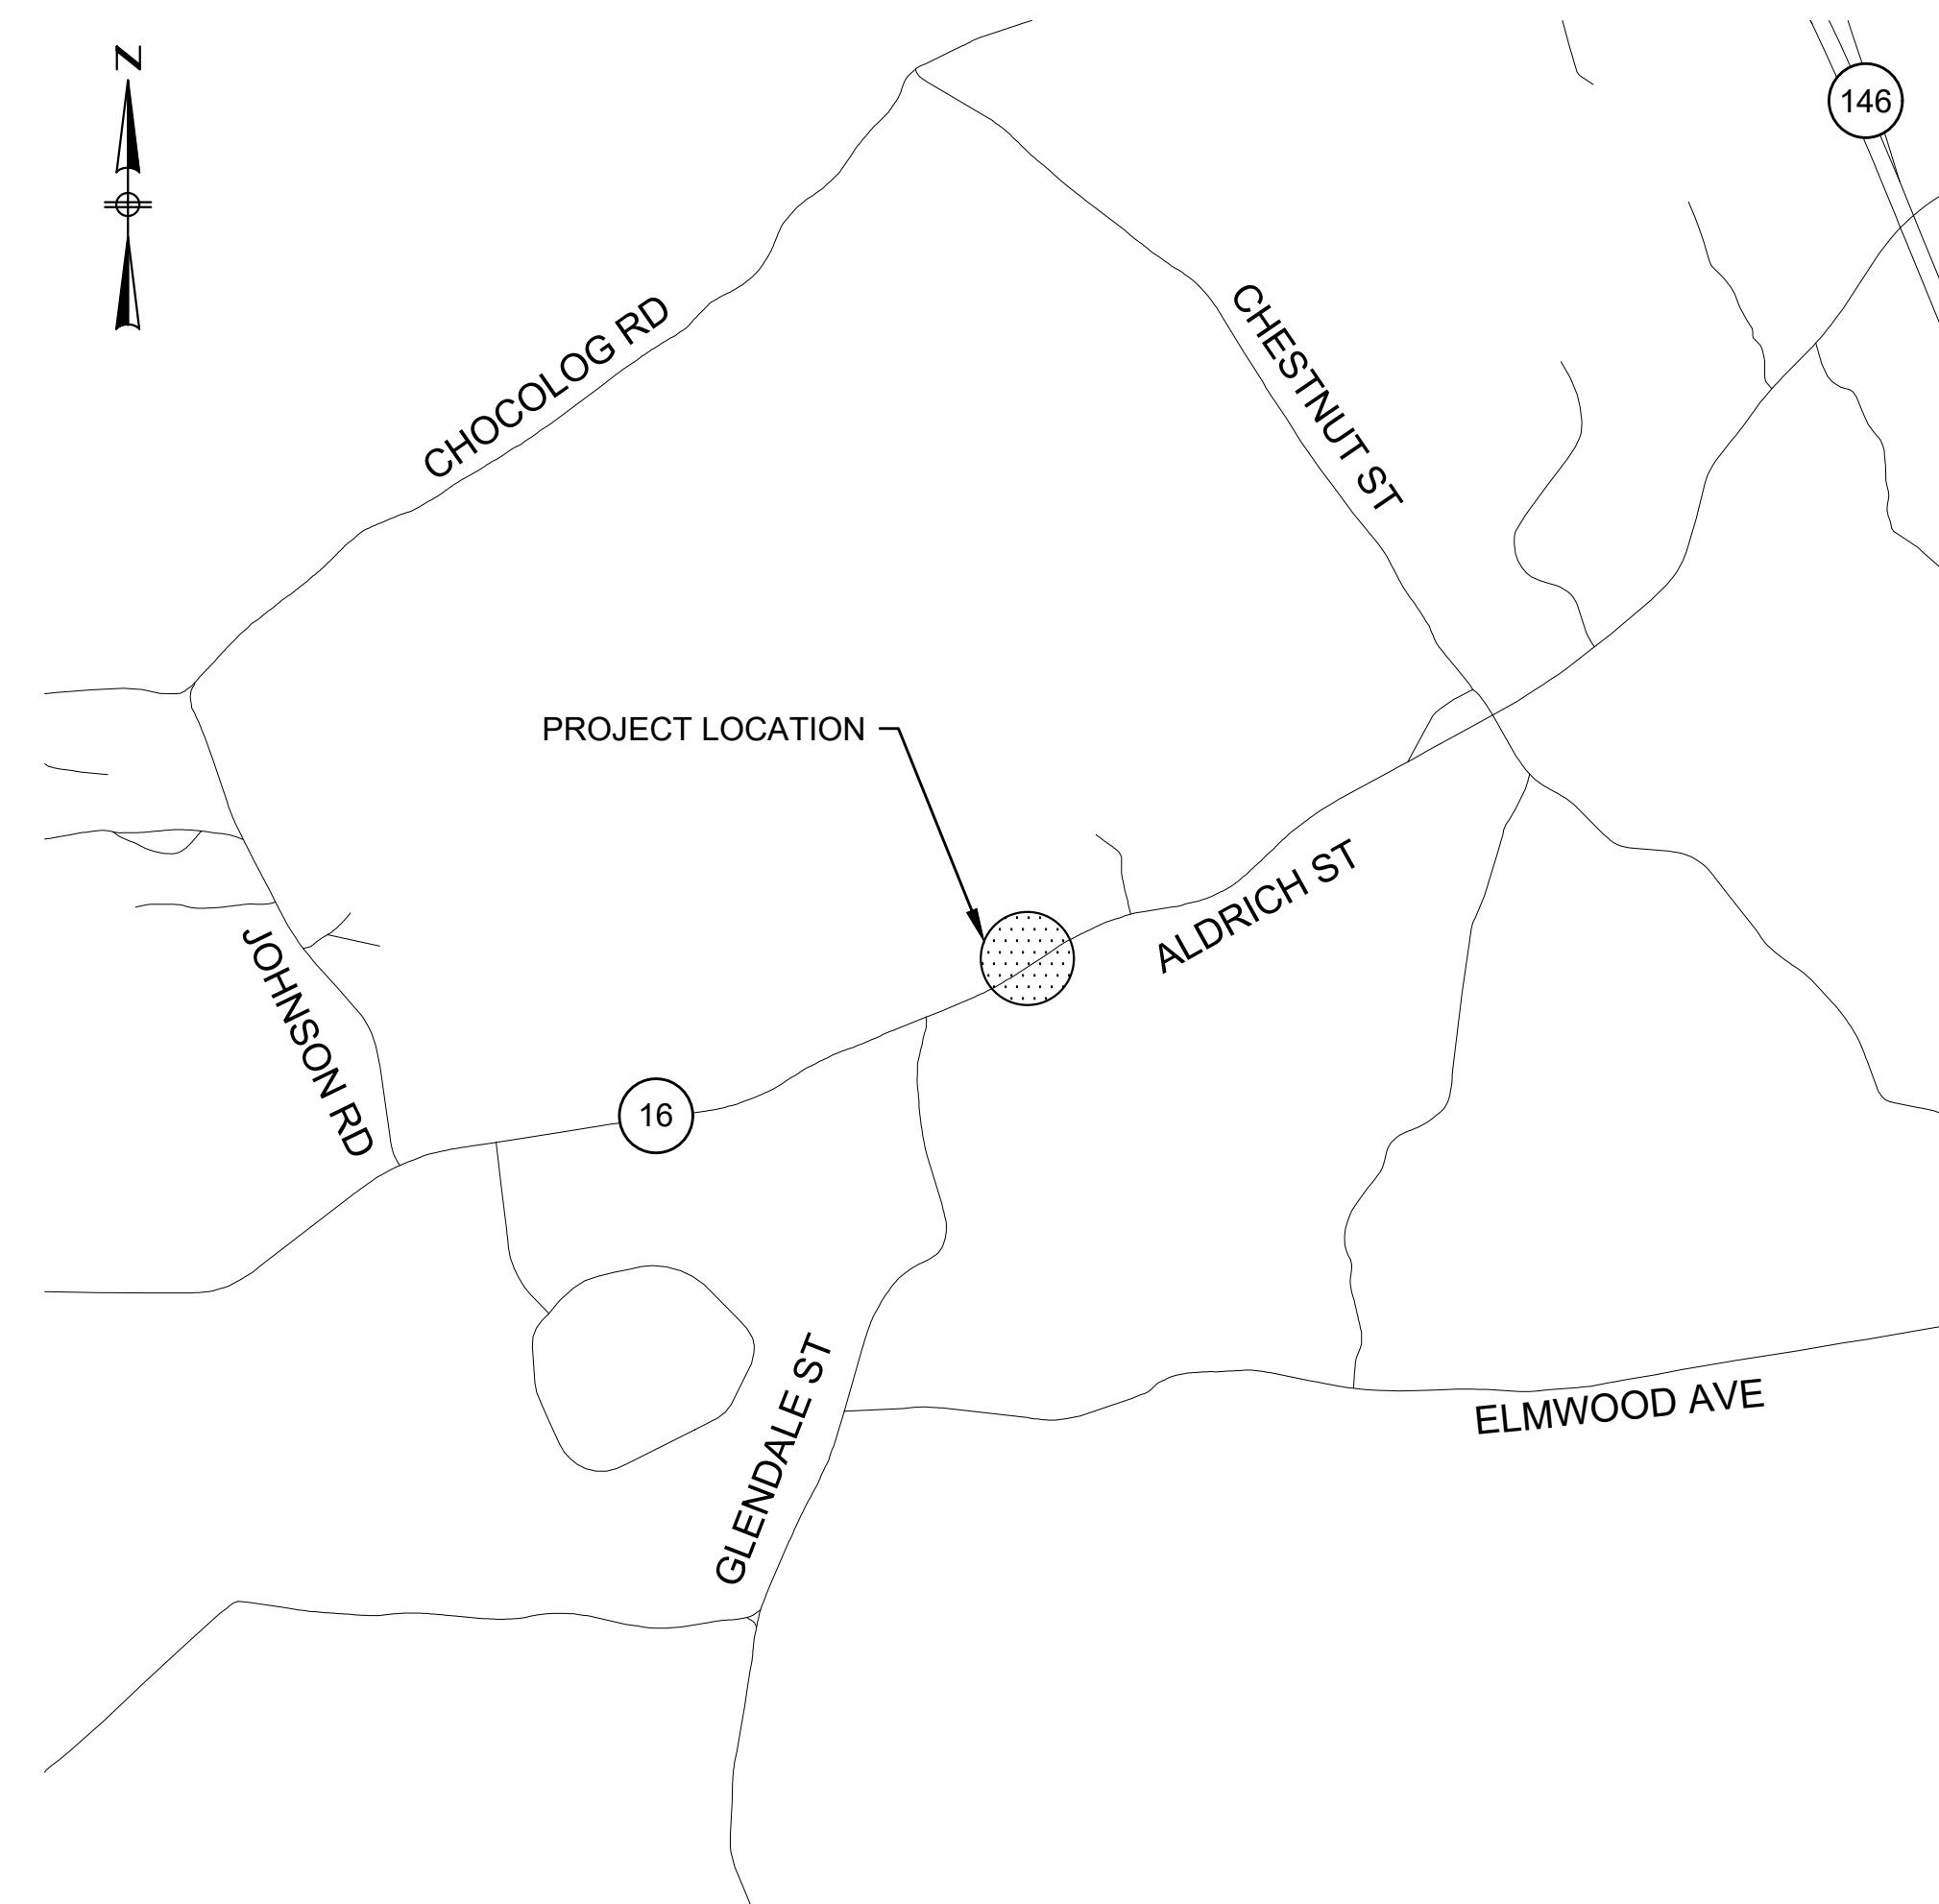 N
146
CHOCOLOG RD
CHESTNUT ST
PROJECT LOCATION
ALDRICH ST
JOHNSON RD
16
GLENDALE ST
ELMWOOD AVE